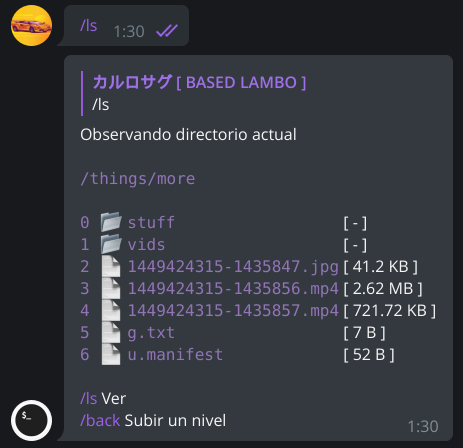 /ls 1:30
カルロサグ [ BASED LAMBO ]
/ls
Observando directorio actual
/things/more
0 stuff [ - ]
1 vids [ - ]
2 1449424315-1435847.jpg [ 41.2 KB ]
3 1449424315-1435856.mp4 [ 2.62 MB ]
4 1449424315-1435857.mp4 [ 721.72 KB ]
5 g.txt [ 7 B ]
6 u.manifest [ 52 B ]
/ls Ver
/back Subir un nivel
$_ 1:30